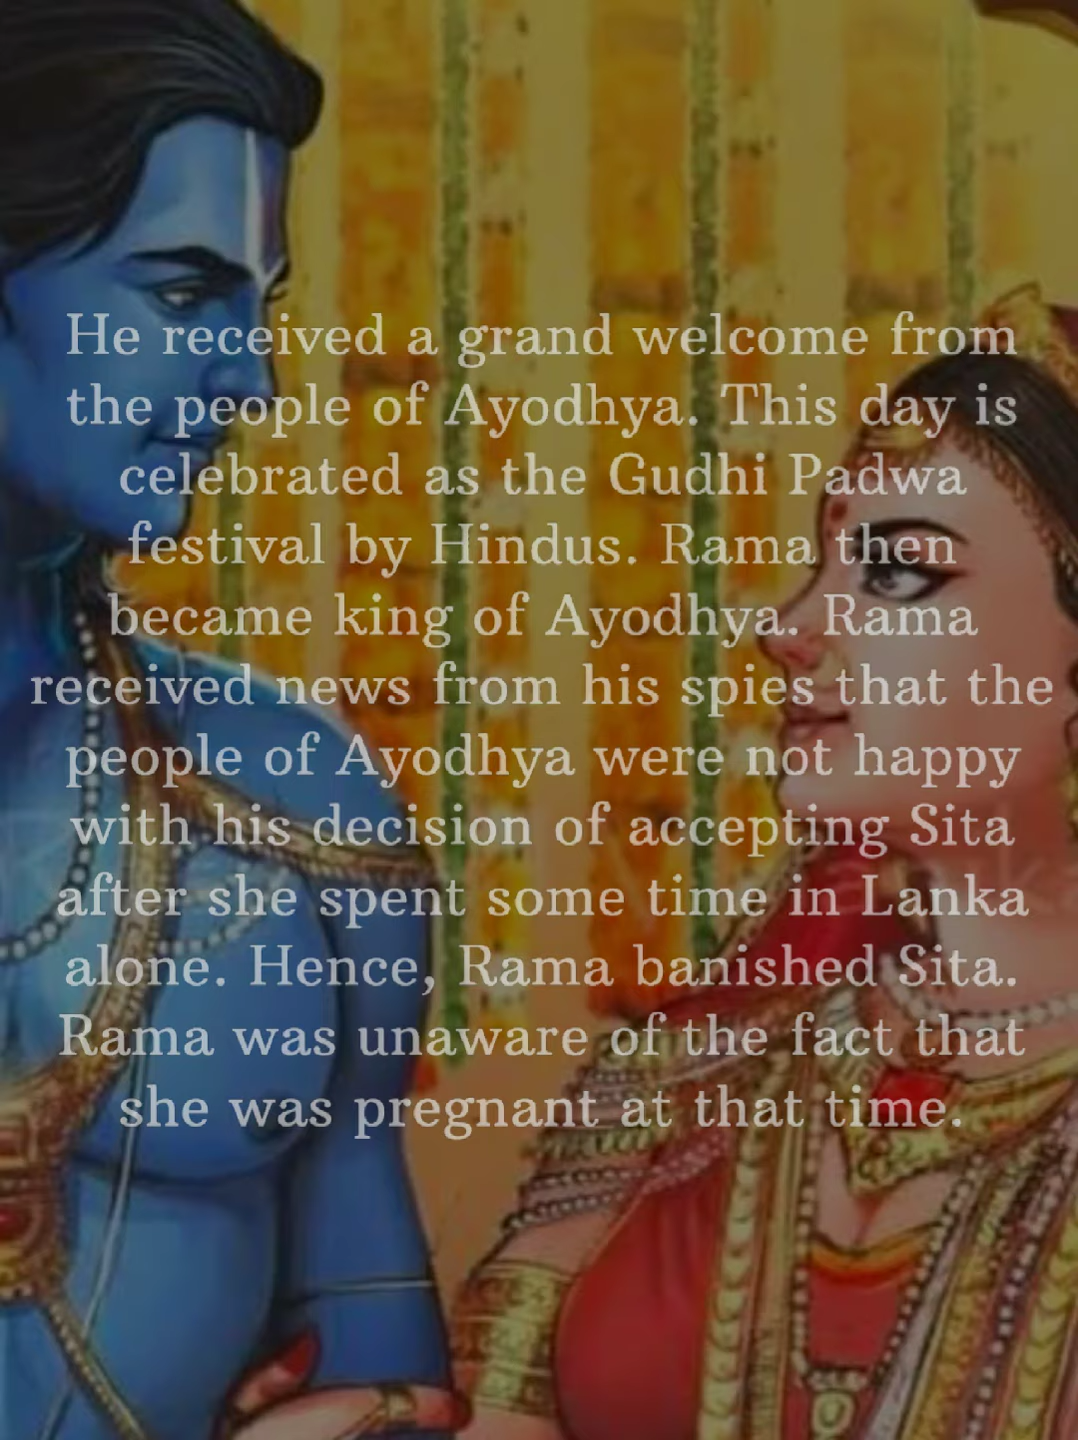 He received a grand welcome from
the people of Ayodhya. This day is
celebrated as the Gudhi Padwa
festival by Hindus. Rama then
became king of Ayodhya. Rama
received news from his spies that the
people of Ayodhya were not happy
with his decision of accepting Sita
after she spent some time in Lanka
alone. Hence, Rama banished Sita.
Rama was unaware of the fact that
she was pregnant at that time.